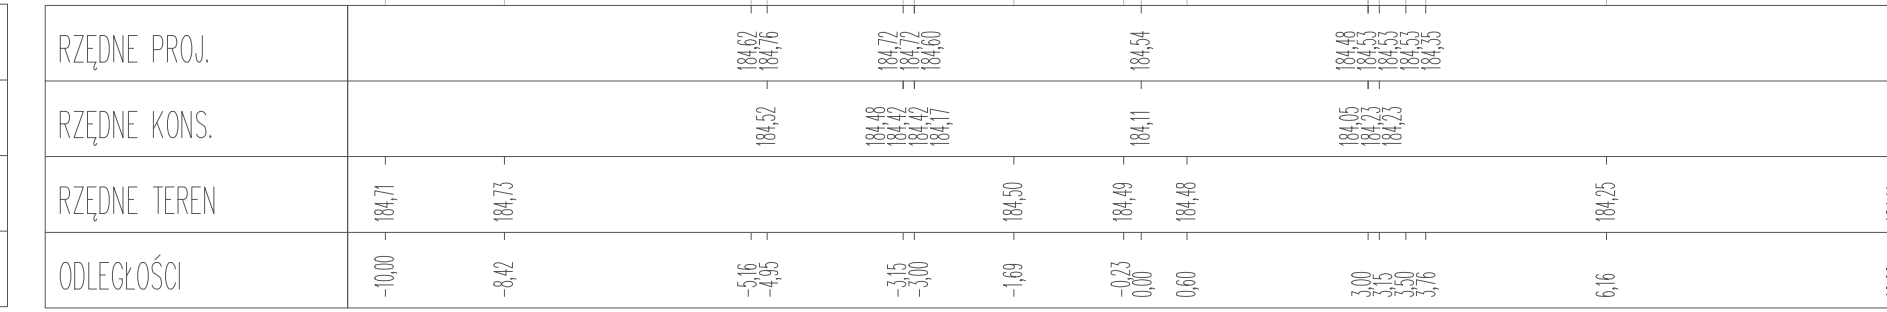 RZĘDNE PROJ. 184,62 184,76 184,72 184,72 184,60 184,54 184,48 184,53 184,53 184,53 184,35
RZĘDNE KONS. 184,52 184,48 184,42 184,42 184,17 184,11 184,05 184,23 184,23
RZĘDNE TEREN 184,71 184,73 184,50 184,49 184,48 184,25
ODLEGŁOŚCI -10,00 -8,42 -5,16 -4,95 -3,15 -3,00 -1,69 -0,23 0,00 0,60 3,00 3,15 3,50 3,76 6,16